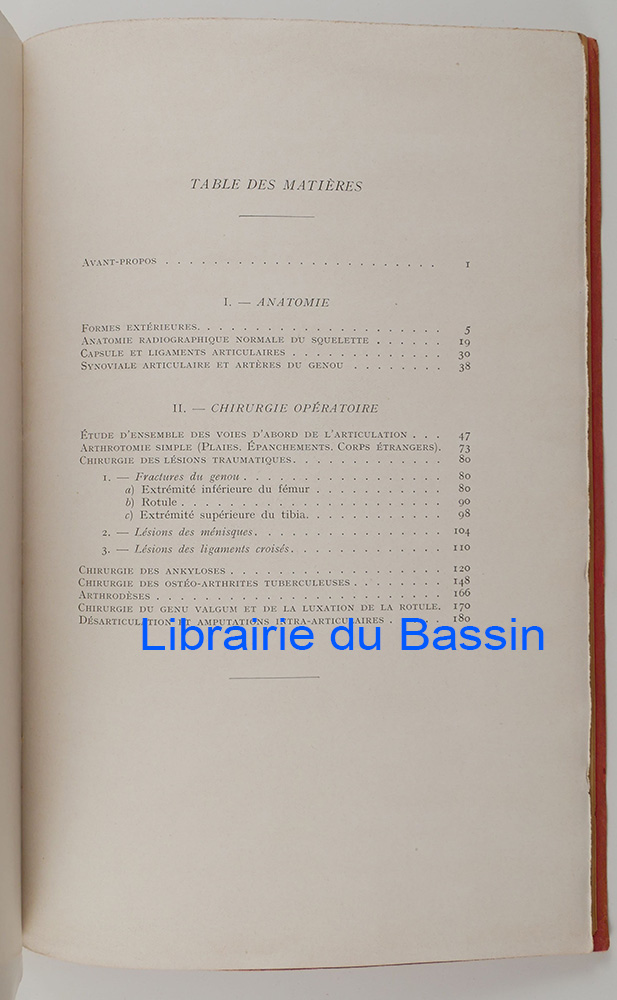 TABLE DES MATIÈRES
AVANT-PROPOS . . . . . . . . . . . . . . . . . . . . . . 1
I. — ANATOMIE
FORMES EXTÉRIEURES. . . . . . . . . . . . . . . . . . . . 5
ANATOMIE RADIOGRAPHIQUE NORMALE DU SQUELETTE . . . . . . 19
CAPSULE ET LIGAMENTS ARTICULAIRES . . . . . . . . . . . . 30
SYNOVIALE ARTICULAIRE ET ARTÈRES DU GENOU . . . . . . . . 38
II. — CHIRURGIE OPÉRATOIRE
ÉTUDE D'ENSEMBLE DES VOIES D'ABORD DE L'ARTICULATION . . . 47
ARTHROTOMIE SIMPLE (PLAIES, ÉPANCHEMENTS, CORPS ÉTRANGERS). 73
CHIRURGIE DES LÉSIONS TRAUMATIQUES. . . . . . . . . . . . 80
1. — Fractures du genou . . . . . . . . . . . . . . . . 80
a) Extrémité inférieure du fémur . . . . . . . . . . . 80
b) Rotule . . . . . . . . . . . . . . . . . . . . . . 90
c) Extrémité supérieure du tibia. . . . . . . . . . . . 98
2. — Lésions des ménisques. . . . . . . . . . . . . . . . 104
3. — Lésions des ligaments croisés. . . . . . . . . . . . 110
CHIRURGIE DES ANKYLOSES . . . . . . . . . . . . . . . . . 120
CHIRURGIE DES OSTÉO-ARTHRITES TUBERCULEUSES . . . . . . . 148
ARTHRODÈSES . . . . . . . . . . . . . . . . . . . . . . . 166
CHIRURGIE DU GENU VALGUM ET DE LA LUXATION DE LA ROTULE. 170
DÉSARTICULATION ET AMPUTATIONS INTRA-ARTICULAIRES . . . . 180
Librairie du Bassin